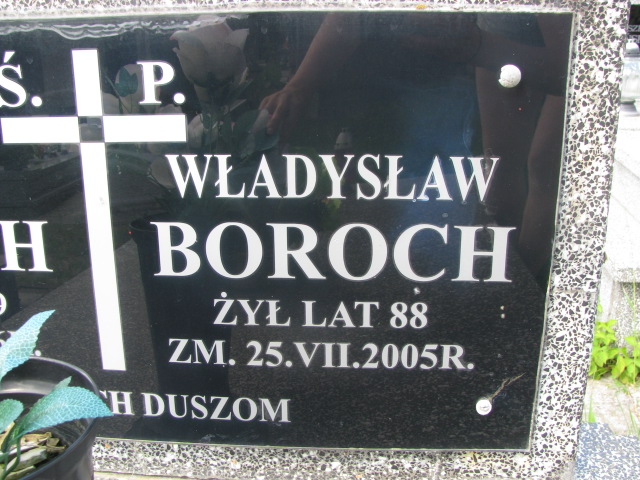 Ś. P.
WŁADYSŁAW
BOROCH
ŻYŁ LAT 88
ZM. 25.VII.2005R.
DUSZOM